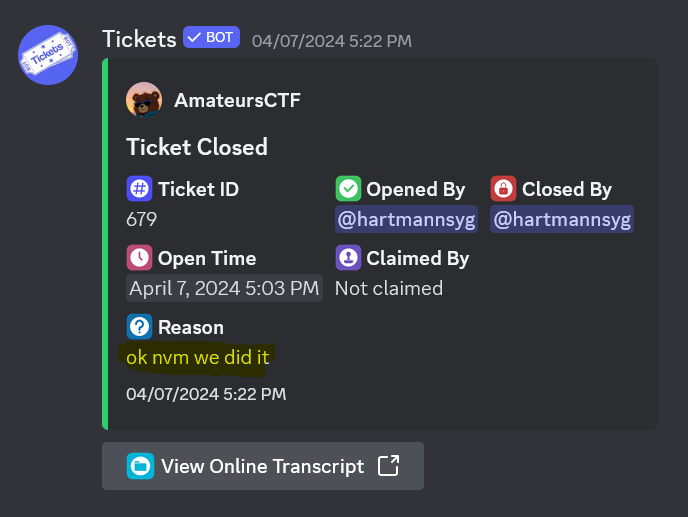 Tickets BOT 04/07/2024 5:22 PM
Tickets
AmateursCTF
Ticket Closed
Ticket ID Opened By Closed By
679 @hartmannsyg @hartmannsyg
Open Time Claimed By
April 7, 2024 5:03 PM Not claimed
Reason
ok nvm we did it
04/07/2024 5:22 PM
View Online Transcript